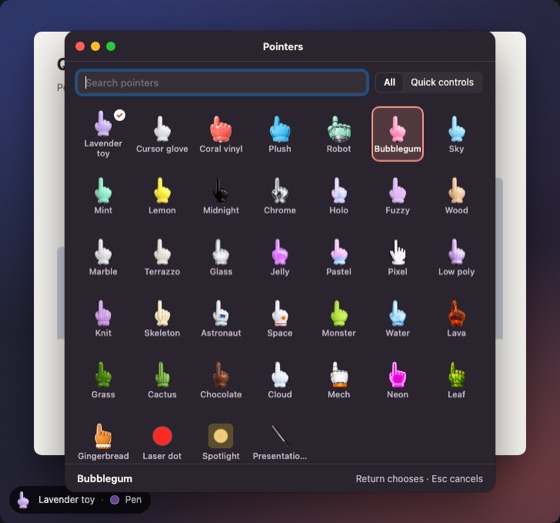 Pointers
Search pointers
All
Quick controls
Lavender
toy
Cursor glove
Coral vinyl
Plush
Robot
Bubblegum
Sky
Mint
Lemon
Midnight
Chrome
Holo
Fuzzy
Wood
Marble
Terrazzo
Glass
Jelly
Pastel
Pixel
Low poly
Knit
Skeleton
Astronaut
Space
Monster
Water
Lava
Grass
Cactus
Chocolate
Cloud
Mech
Neon
Leaf
Gingerbread
Laser dot
Spotlight
Presentatio...
Bubblegum
Return chooses · Esc cancels
Lavender toy · Pen